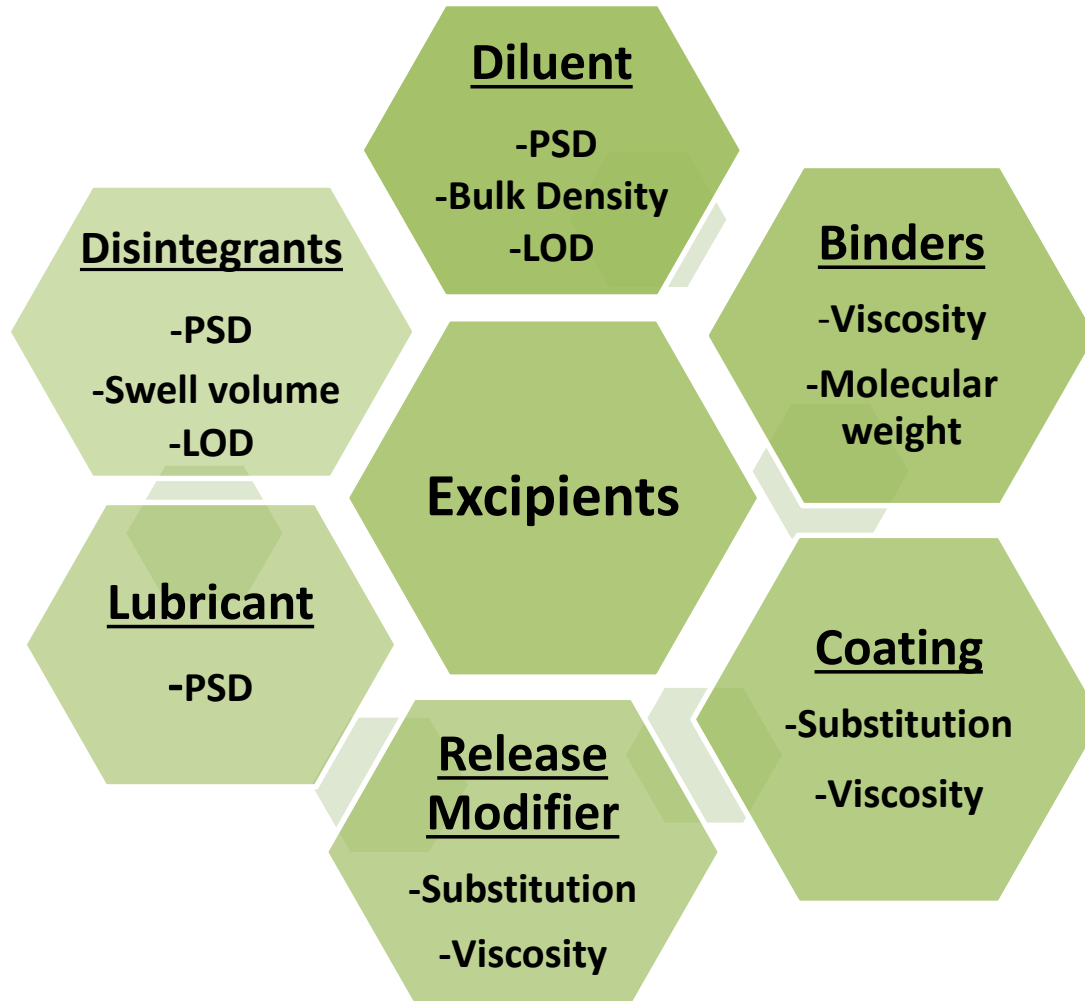 Diluent
-PSD
-Bulk Density
-LOD
Binders
-Viscosity
-Molecular
weight
Coating
-Substitution
-Viscosity
Release
Modifier
-Substitution
-Viscosity
Lubricant
-PSD
Disintegrants
-PSD
-Swell volume
-LOD
Excipients